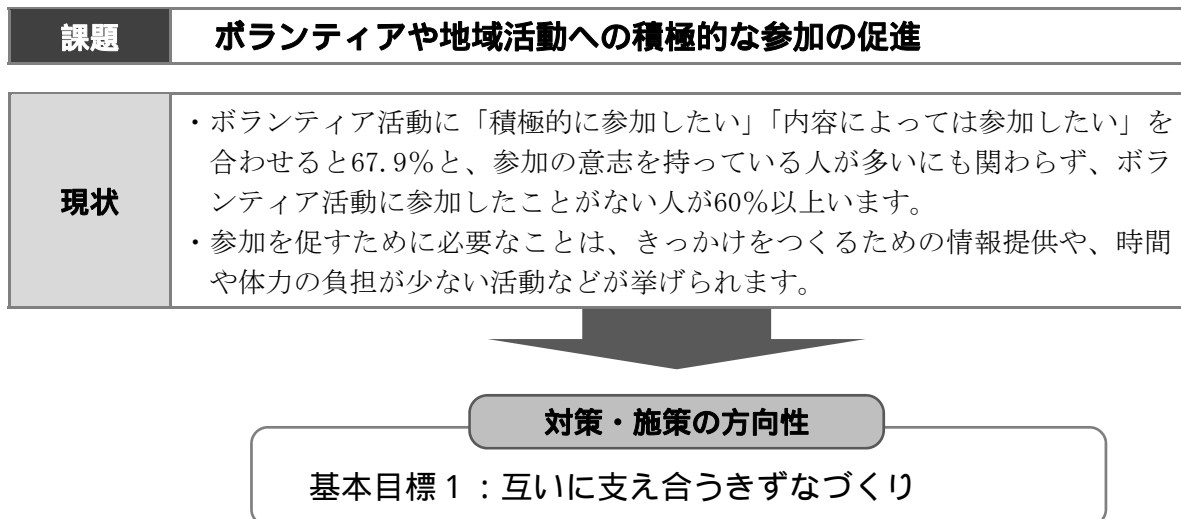 課題 ボランティアや地域活動への積極的な参加の促進
・ボランティア活動に「積極的に参加したい」「内容によっては参加したい」を
合わせると67.9%と、参加の意志を持っている人が多いにも関わらず、ボラ
現状
ンティア活動に参加したことがない人が60%以上います。
・参加を促すために必要なことは、きっかけをつくるための情報提供や、時間
や体力の負担が少ない活動などが挙げられます。
対策・施策の方向性
基本目標1:互いに支え合うきずなづくり